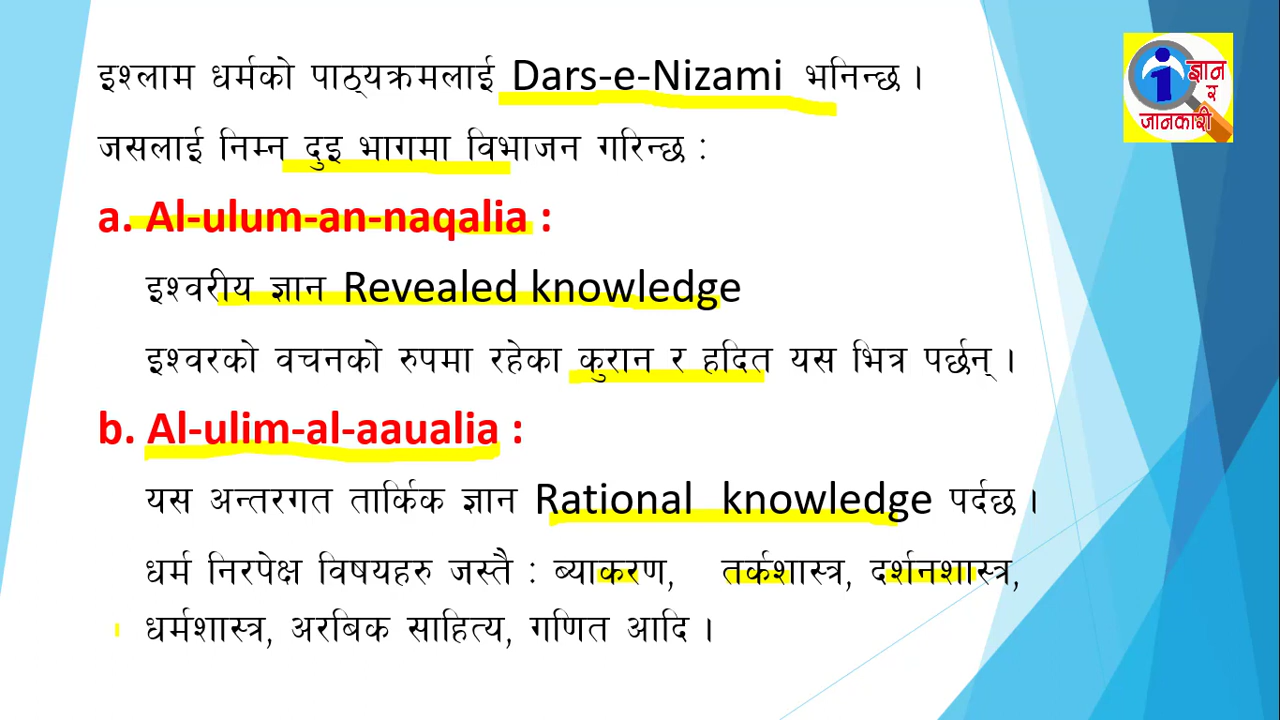 इश्लाम धर्मको पाठ्यक्रमलाई Dars-e-Nizami भनिन्छ ।
ज्ञान
र
जानकारी
जसलाई निम्न दुइ भागमा विभाजन गरिन्छ :
a. Al-ulum-an-naqalia :
इश्वरीय ज्ञान Revealed knowledge
इश्वरको वचनको रुपमा रहेका कुरान र हदित यस भित्र पर्छन् ।
b. Al-ulim-al-aaualia :
यस अन्तरगत तार्किक ज्ञान Rational knowledge पर्दछ ।
धर्म निरपेक्ष विषयहरु जस्तै : ब्याकरण, तर्कशास्त्र, दर्शनशास्त्र,
धर्मशास्त्र, अरबिक साहित्य, गणित आदि ।